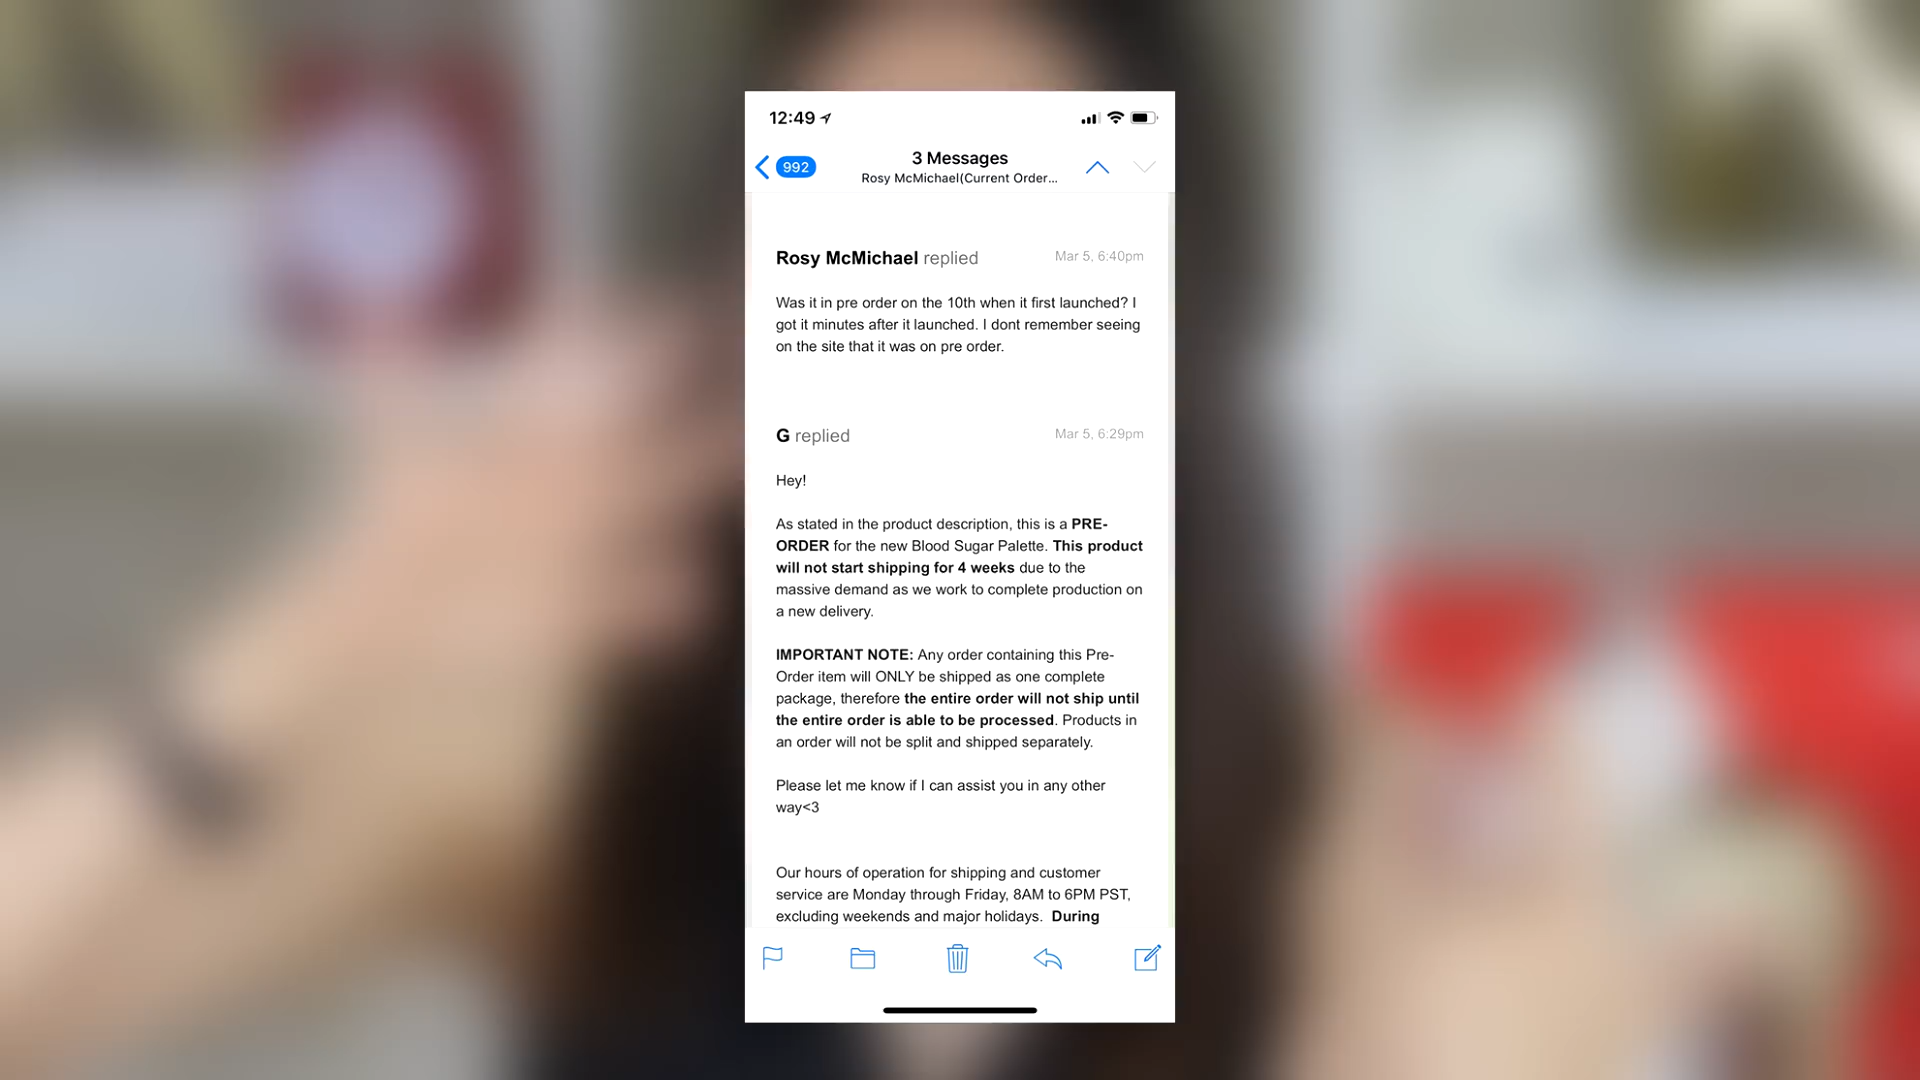 12:49
992
3 Messages
Rosy McMichael(Current Order...
Rosy McMichael replied
Mar 5, 6:40pm
Was it in pre order on the 10th when it first launched? I
got it minutes after it launched. I dont remember seeing
on the site that it was on pre order.
G replied
Mar 5, 6:29pm
Hey!
As stated in the product description, this is a PRE-
ORDER for the new Blood Sugar Palette. This product
will not start shipping for 4 weeks due to the
massive demand as we work to complete production on
a new delivery.
IMPORTANT NOTE: Any order containing this Pre-
Order item will ONLY be shipped as one complete
package, therefore the entire order will not ship until
the entire order is able to be processed. Products in
an order will not be split and shipped separately.
Please let me know if I can assist you in any other
way<3
Our hours of operation for shipping and customer
service are Monday through Friday, 8AM to 6PM PST,
excluding weekends and major holidays. During